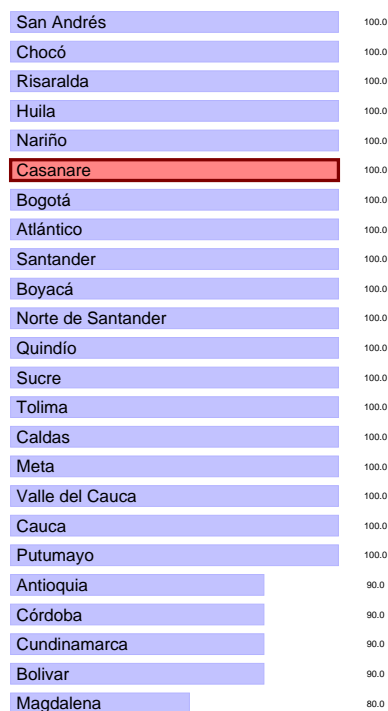 San Andrés 100.0
Chocó 100.0
Risaralda 100.0
Huila 100.0
Nariño 100.0
Casanare 100.0
Bogotá 100.0
Atlántico 100.0
Santander 100.0
Boyacá 100.0
Norte de Santander 100.0
Quindío 100.0
Sucre 100.0
Tolima 100.0
Caldas 100.0
Meta 100.0
Valle del Cauca 100.0
Cauca 100.0
Putumayo 100.0
Antioquia 90.0
Córdoba 90.0
Cundinamarca 90.0
Bolivar 90.0
Magdalena 80.0